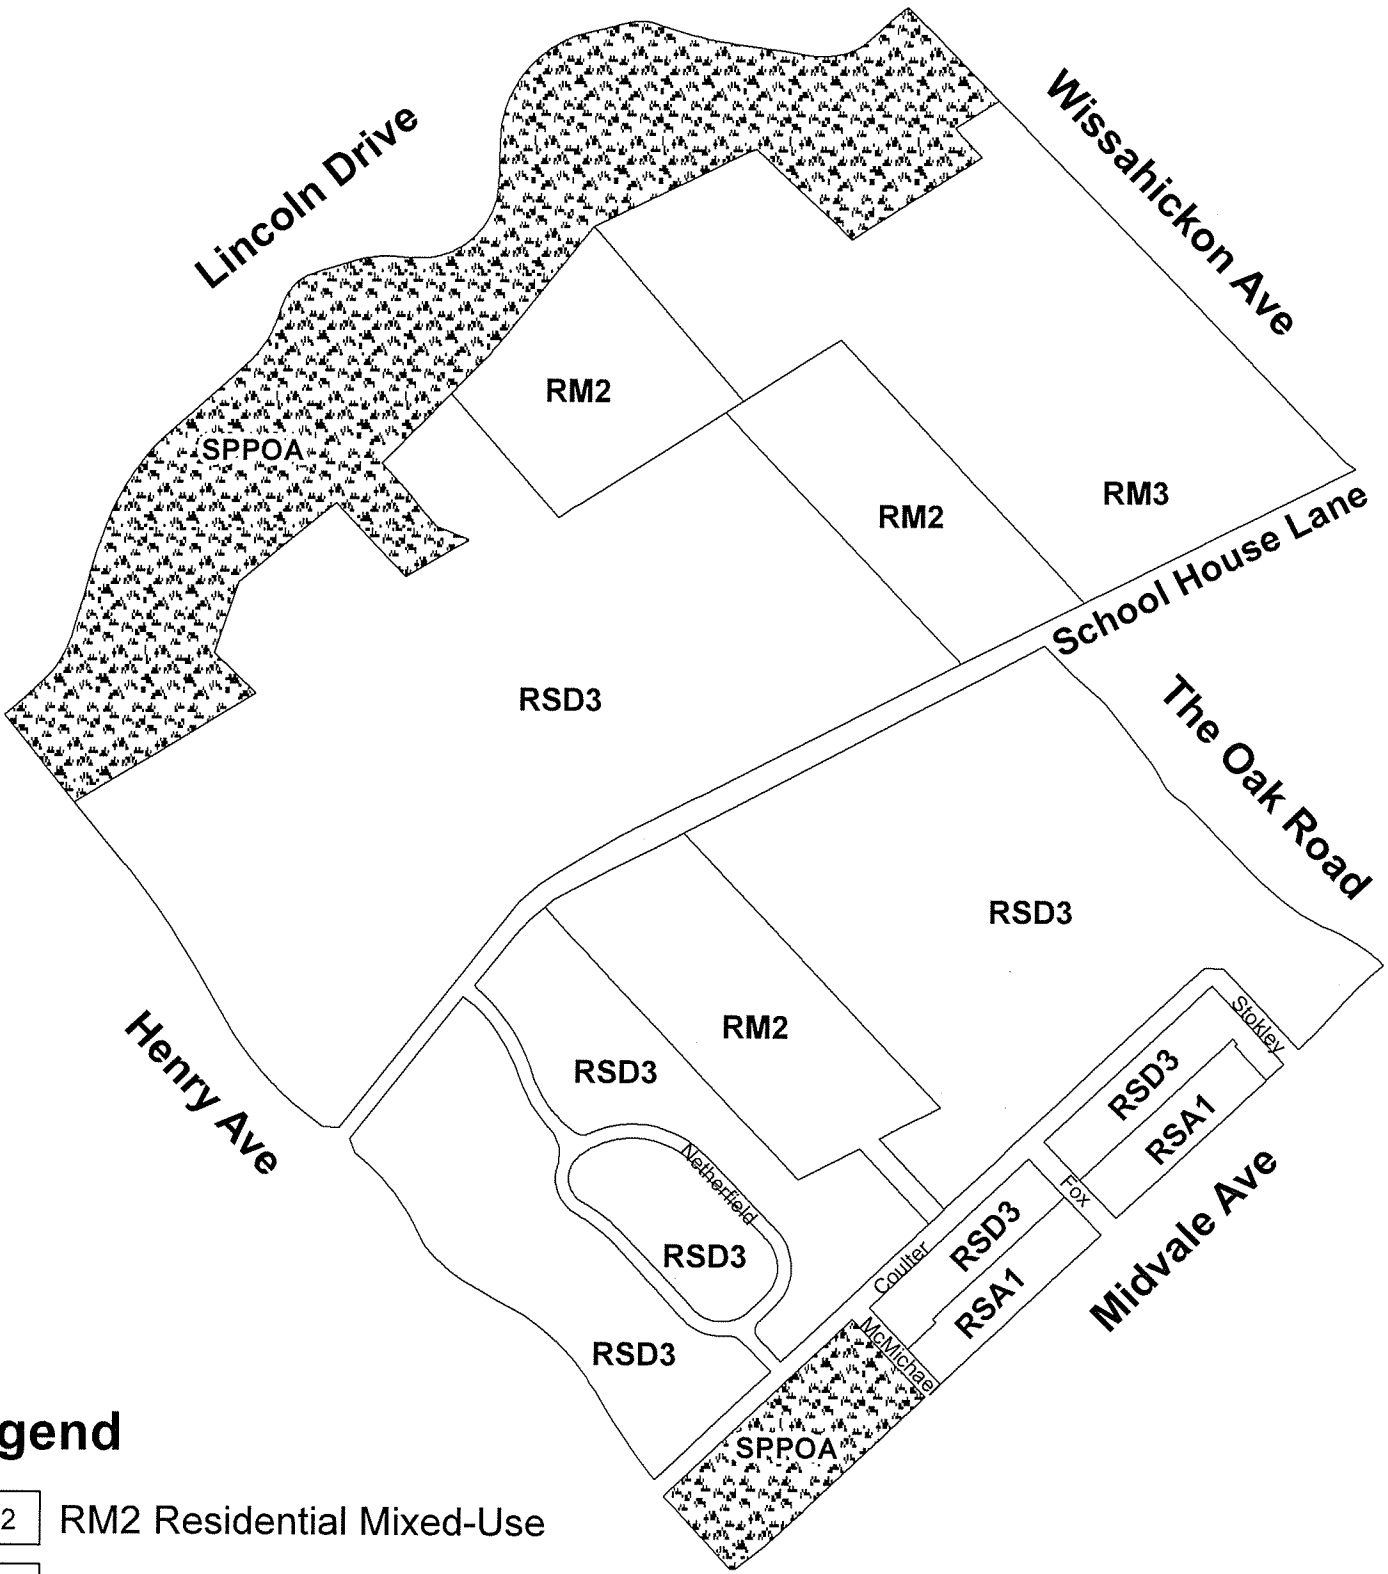 Lincoln Drive
Wissahickon Ave
RM2
SPPOA
RM3
RM2
School House Lane
RSD3
The Oak Road
RSD3
Henry Ave
RM2
Stokley
RSD3
RSD3
RSA1
Netherfield
Fox
Midvale Ave
RSD3
RSD3
Coulter
RSA1
McMichael
RSD3
SPPOA
gend
2 RM2 Residential Mixed-Use